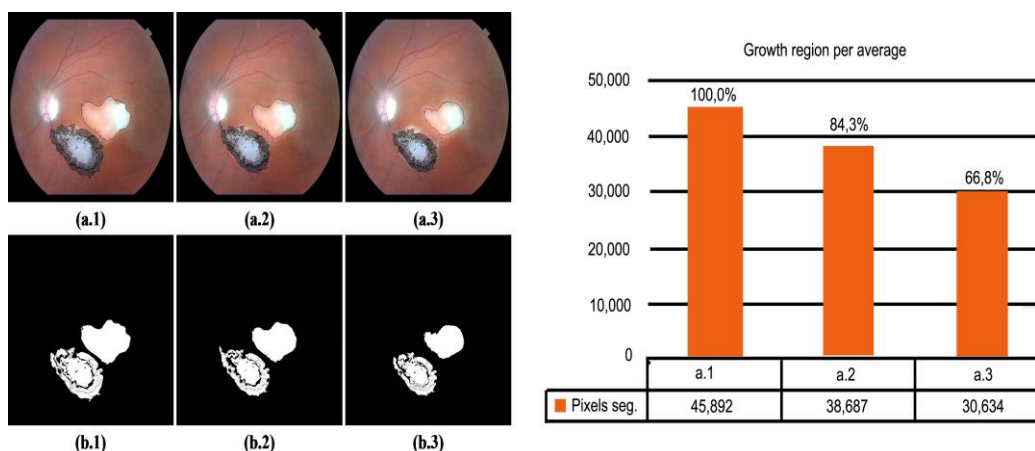 (a.1) (a.2) (a.3)
(b.1) (b.2) (b.3)
Growth region per average
50,000
40,000
30,000
20,000
10,000
0
100,0%
84,3%
66,8%
a.1 a.2 a.3
Pixels seg. 45,892 38,687 30,634